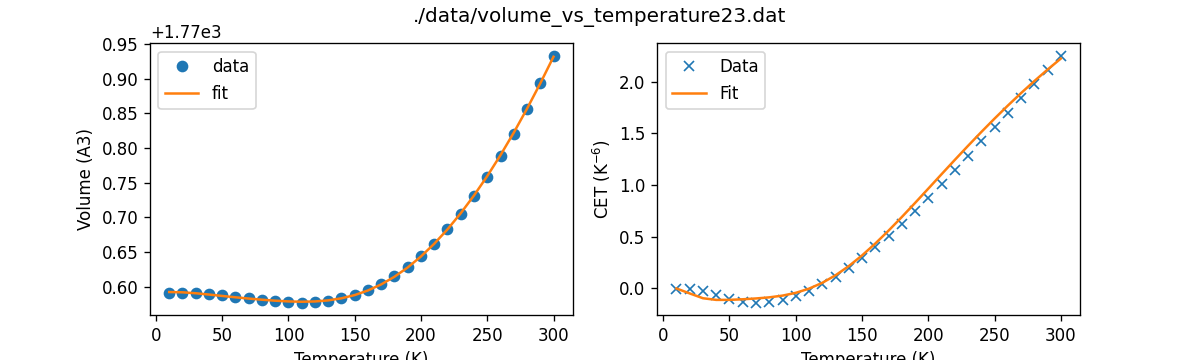 ./data/volume_vs_temperature23.dat
+1.77e3
0.95
0.90
0.85
0.80
0.75
0.70
0.65
0.60
Volume (A3)
data
fit
0
50
100
150
200
250
300
Temperature (K)
2.0
1.5
1.0
0.5
0.0
CET (K⁻⁶)
Data
Fit
0
50
100
150
200
250
300
Temperature (K)